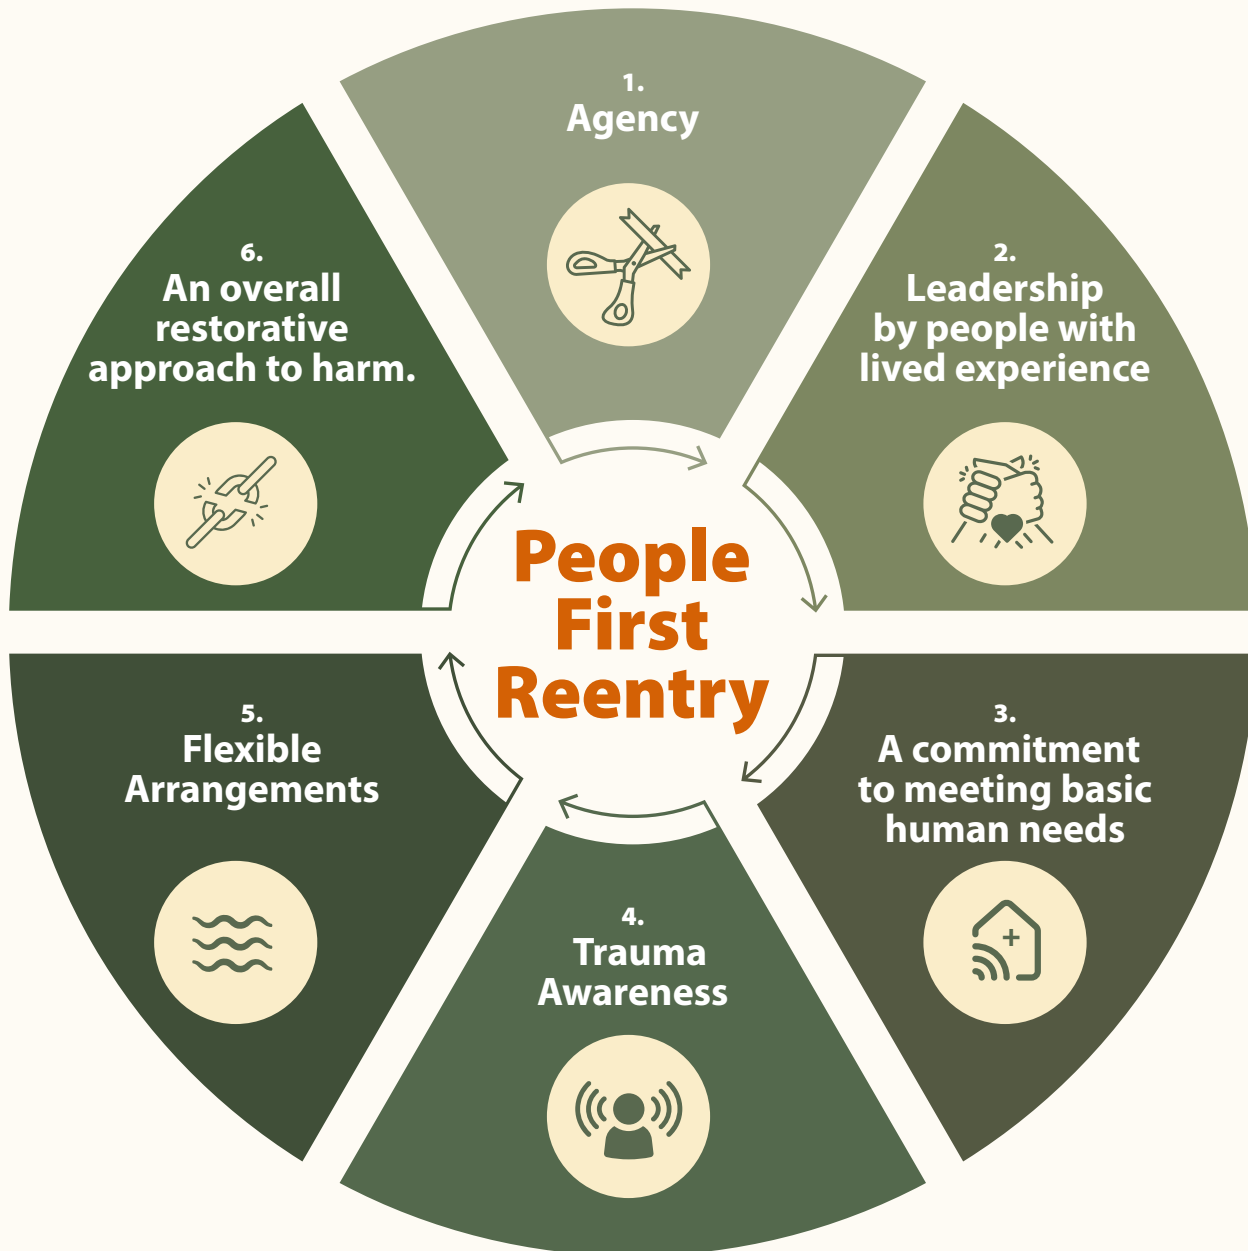 1.
Agency
2.
Leadership
by people with
lived experience
3.
A commitment
to meeting basic
human needs
4.
Trauma
Awareness
5.
Flexible
Arrangements
6.
An overall
restorative
approach to harm.
People
First
Reentry